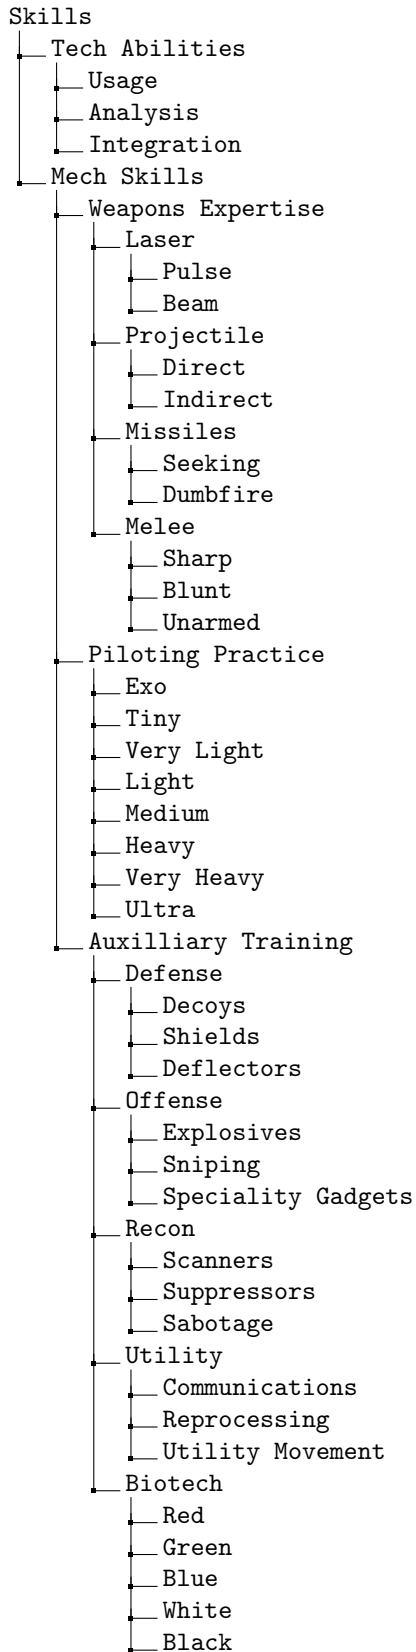 Skills
Tech Abilities
Usage
Analysis
Integration
Mech Skills
Weapons Expertise
Laser
Pulse
Beam
Projectile
Direct
Indirect
Missiles
Seeking
Dumbfire
Melee
Sharp
Blunt
Unarmed
Piloting Practice
Exo
Tiny
Very Light
Light
Medium
Heavy
Very Heavy
Ultra
Auxilliary Training
Defense
Decoys
Shields
Deflectors
Offense
Explosives
Sniping
Speciality Gadgets
Recon
Scanners
Suppressors
Sabotage
Utility
Communications
Reprocessing
Utility Movement
Biotech
Red
Green
Blue
White
Black